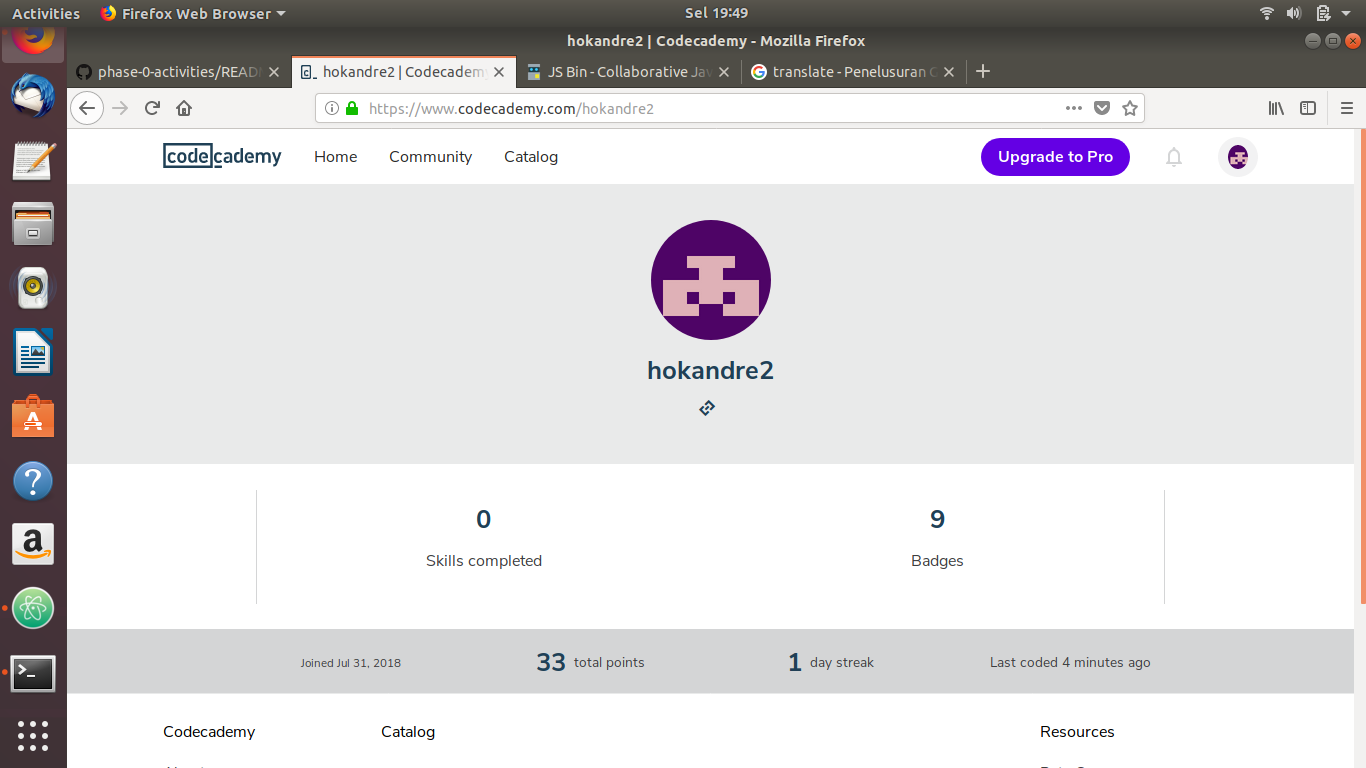 Activities Firefox Web Browser Sel 19:49
hokandre2 | Codecademy - Mozilla Firefox
phase-0-activities/READ hokandre2 | Codecadem JS Bin - Collaborative Jav translate - Penelusuran
https://www.codecademy.com/hokandre2
codecademy Home Community Catalog Upgrade to Pro
hokandre2
0 9
Skills completed Badges
Joined Jul 31, 2018 33 total points 1 day streak Last coded 4 minutes ago
Codecademy Catalog Resources